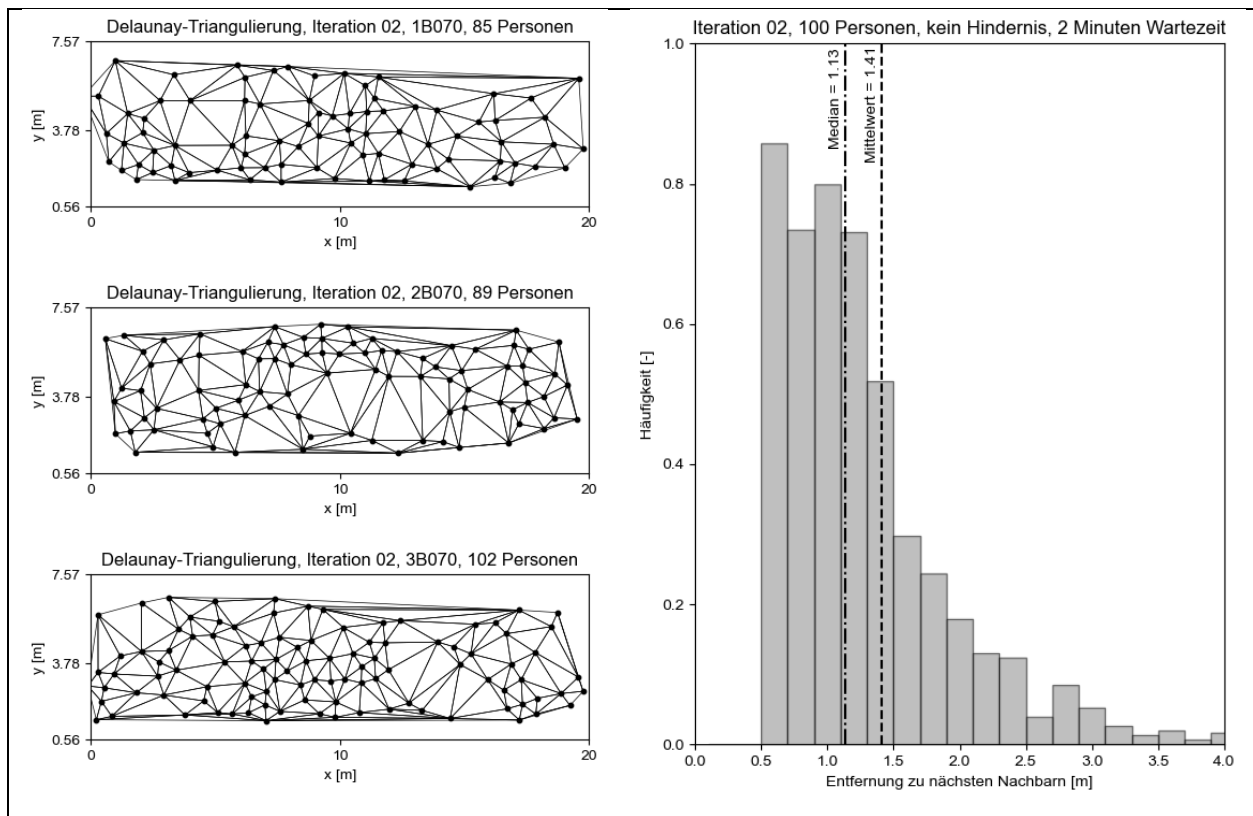 Delaunay-Triangulierung, Iteration 02, 1B070, 85 Personen
7.57
3.78
0.56
y [m]
0
10
20
x [m]
Delaunay-Triangulierung, Iteration 02, 2B070, 89 Personen
7.57
3.78
0.56
y [m]
0
10
20
x [m]
Delaunay-Triangulierung, Iteration 02, 3B070, 102 Personen
7.57
3.78
0.56
y [m]
0
10
20
x [m]
Iteration 02, 100 Personen, kein Hindernis, 2 Minuten Wartezeit
1.0
0.8
0.6
0.4
0.2
0.0
Häufigkeit [-]
Median = 1.13
Mittelwert = 1.41
0.0
0.5
1.0
1.5
2.0
2.5
3.0
3.5
4.0
Entfernung zu nächsten Nachbarn [m]